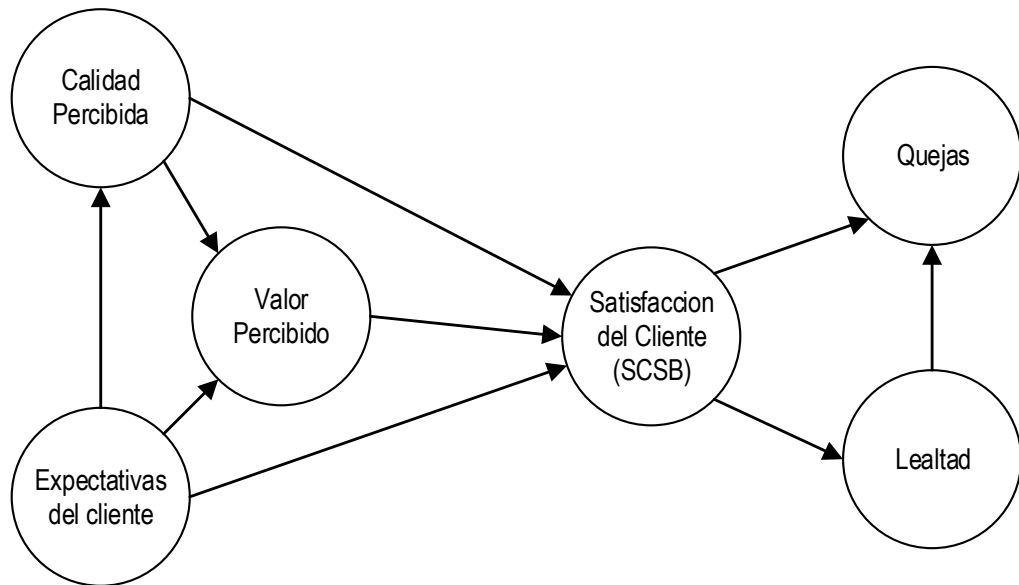 Calidad
Percibida
Quejas
Valor
Percibido
Satisfaccion
del Cliente
(SCSB)
Expectativas
del cliente
Lealtad